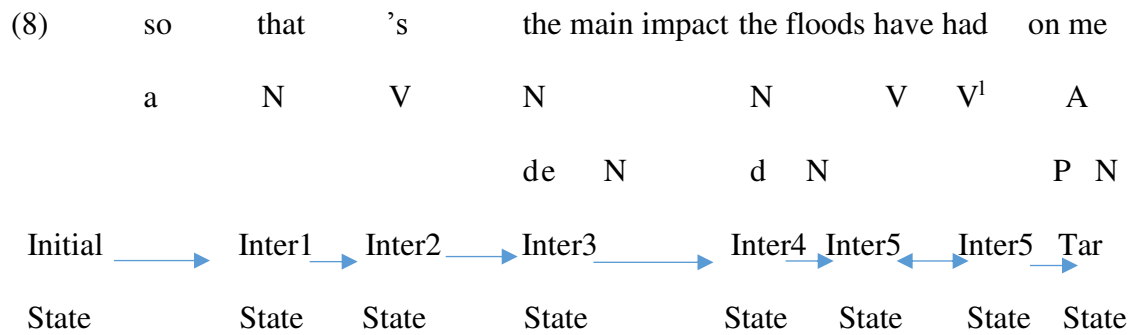 (8) so that 's the main impact the floods have had on me
a N V N N V V¹ A
de N d N P N
Initial Inter1 Inter2 Inter3 Inter4 Inter5 Inter5 Tar
State State State State State State State State